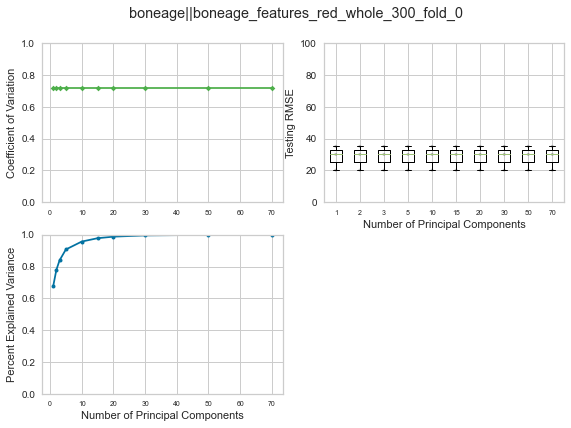 boneage||boneage_features_red_whole_300_fold_0
Coefficient of Variation
1.0
0.8
0.6
0.4
0.2
0.0
0 10 20 30 40 50 60 70
Testing RMSE
100
80
60
40
20
0
1 2 3 5 10 15 20 30 50 70
Number of Principal Components
Percent Explained Variance
1.0
0.8
0.6
0.4
0.2
0.0
0 10 20 30 40 50 60 70
Number of Principal Components